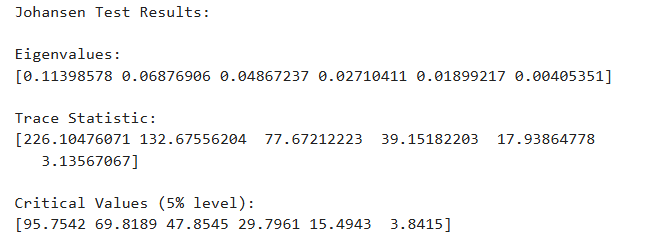 Johansen Test Results:
Eigenvalues:
[0.11398578 0.06876906 0.04867237 0.02710411 0.01899217 0.00405351]
Trace Statistic:
[226.10476071 132.67556204  77.67212223  39.15182203  17.93864778
   3.13567067]
Critical Values (5% level):
[95.7542 69.8189 47.8545 29.7961 15.4943  3.8415]